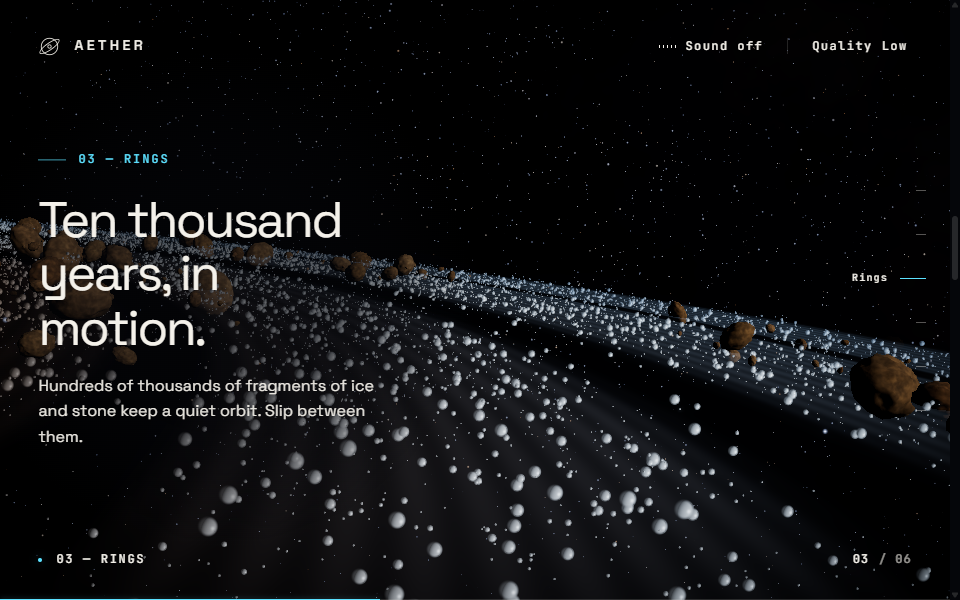 AETHER
Sound off
Quality Low
03 — RINGS
Ten thousand
years, in
motion.
Rings
Hundreds of thousands of fragments of ice
and stone keep a quiet orbit. Slip between
them.
03 — RINGS
03 / 06